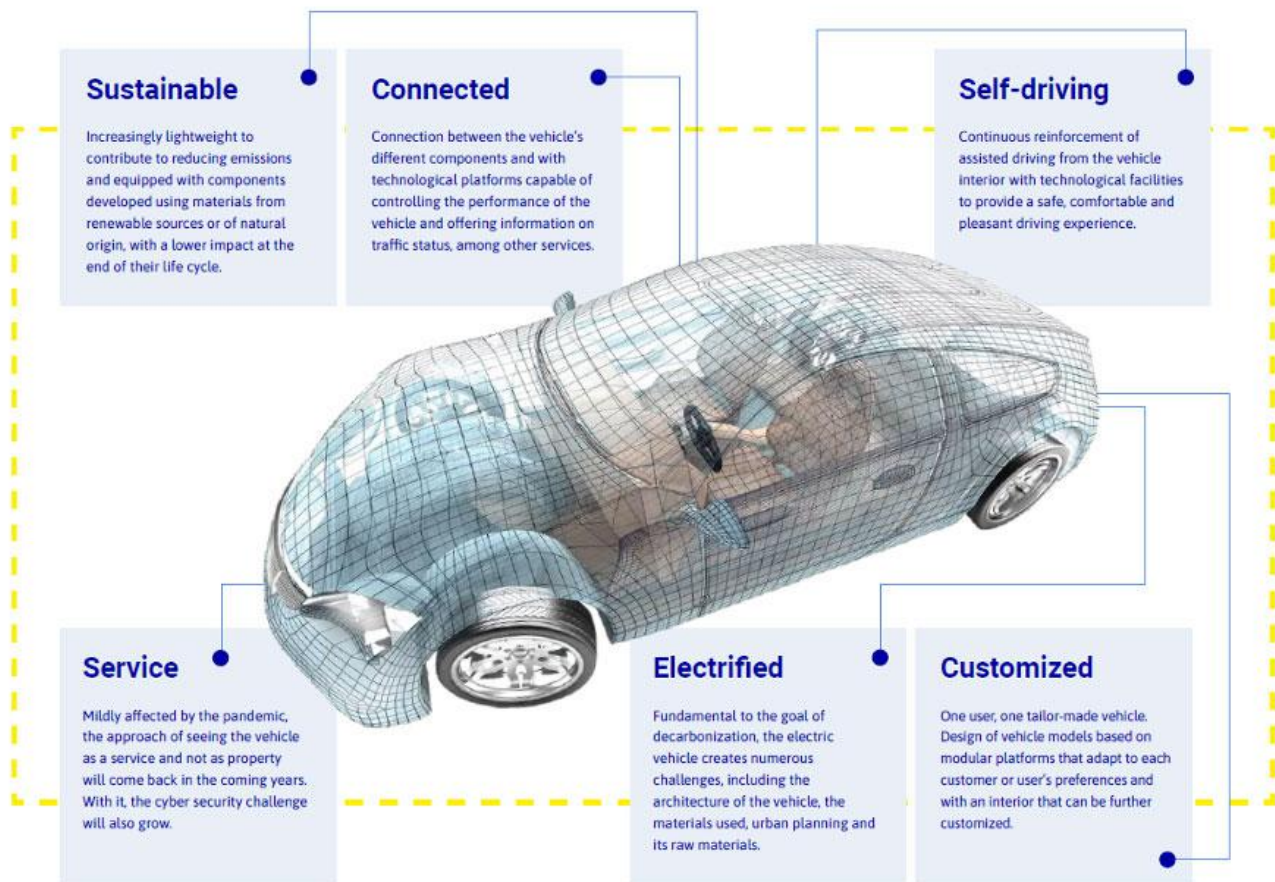 Sustainable
Increasingly lightweight to
contribute to reducing emissions
and equipped with components
developed using materials from
renewable sources or of natural
origin, with a lower impact at the
end of their life cycle.
Connected
Connection between the vehicle's
different components and with
technological platforms capable of
controlling the performance of the
vehicle and offering information on
traffic status, among other services.
Self-driving
Continuous reinforcement of
assisted driving from the vehicle
interior with technological facilities
to provide a safe, comfortable and
pleasant driving experience.
Service
Mildly affected by the pandemic,
the approach of seeing the vehicle
as a service and not as property
will come back in the coming years.
With it, the cyber security challenge
will also grow.
Electrified
Fundamental to the goal of
decarbonization, the electric
vehicle creates numerous
challenges, including the
architecture of the vehicle, the
materials used, urban planning and
its raw materials.
Customized
One user, one tailor-made vehicle.
Design of vehicle models based on
modular platforms that adapt to each
customer or user's preferences and
with an interior that can be further
customized.